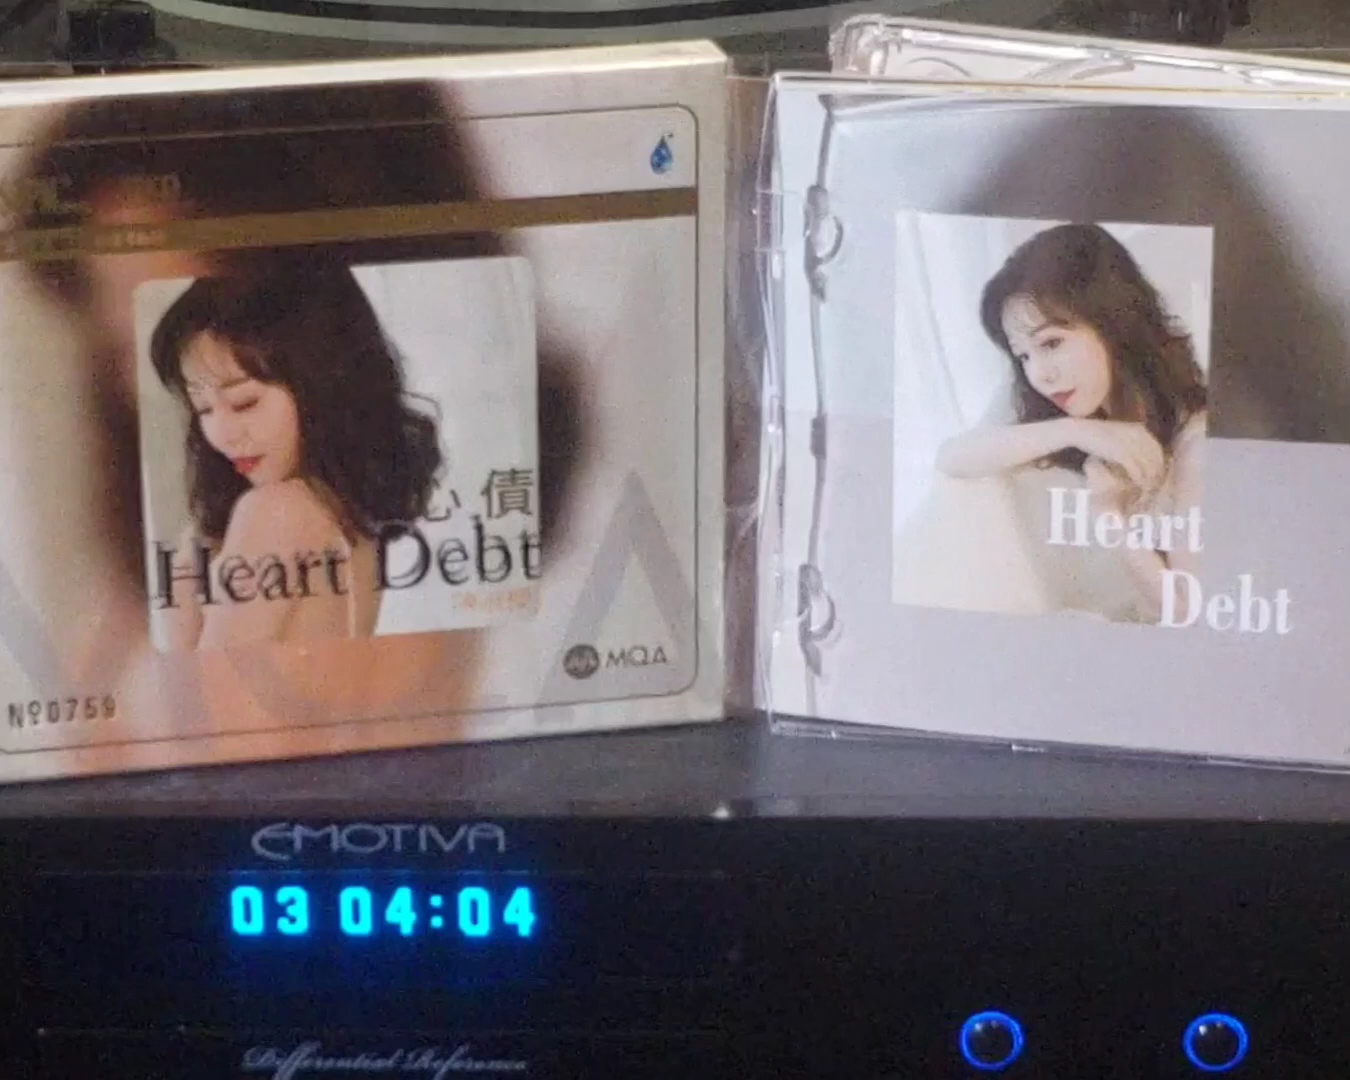 心債
Heart Debt
MQA
Nº0759
Heart
Debt
EMOTIVA
03 04:04
Differential Reference